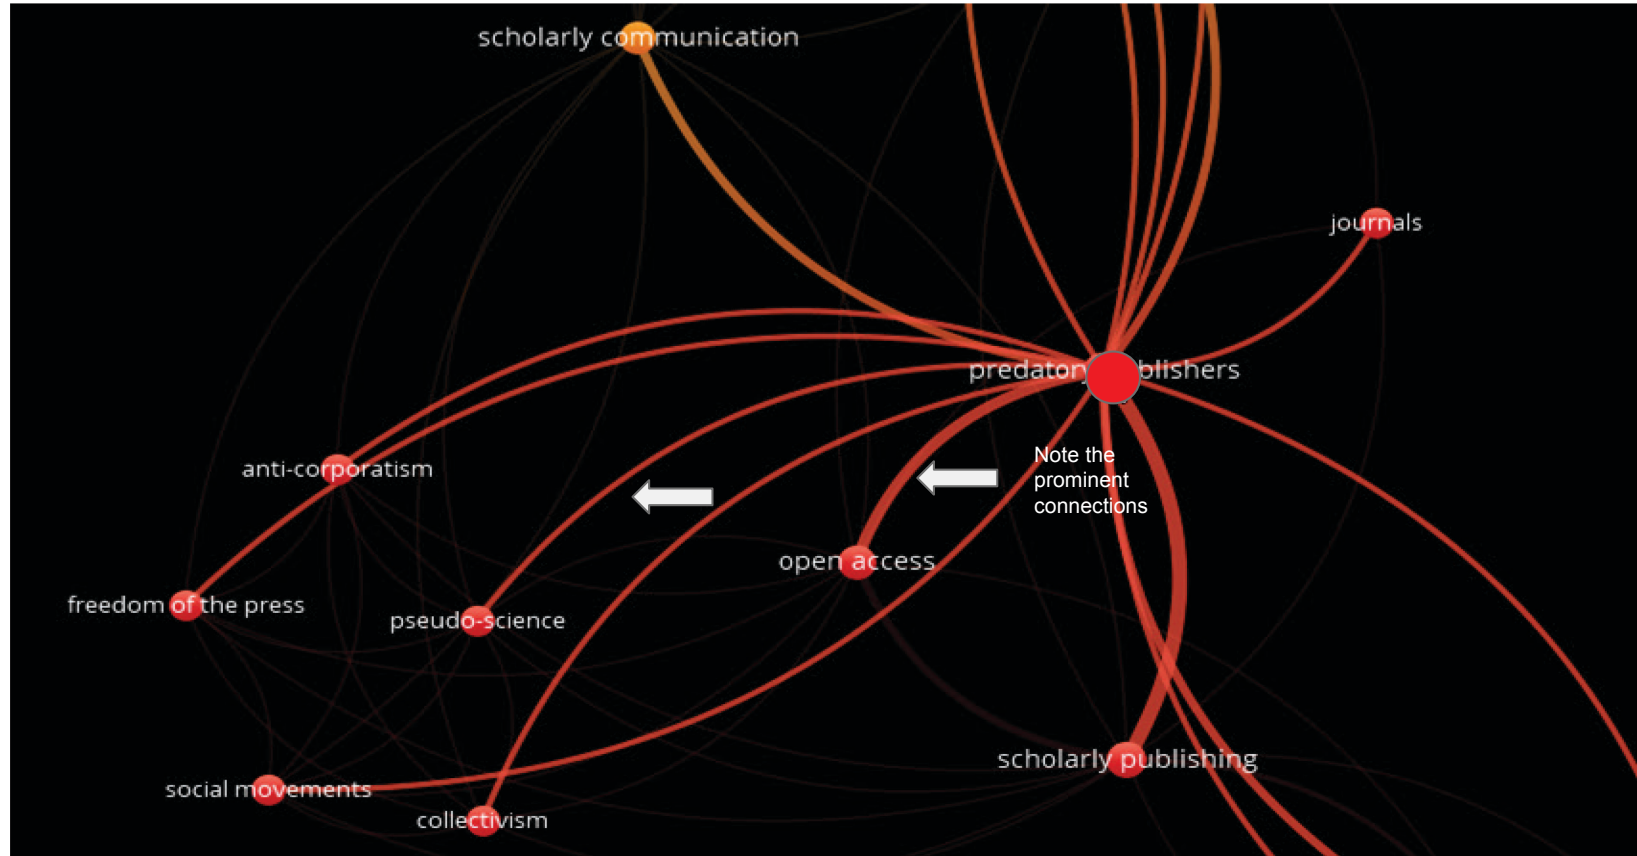 scholarly communication
journals
predatory publishers
anti-corporatism
Note the
prominent
connections
open access
freedom of the press
pseudo-science
scholarly publishing
social movements
collectivism